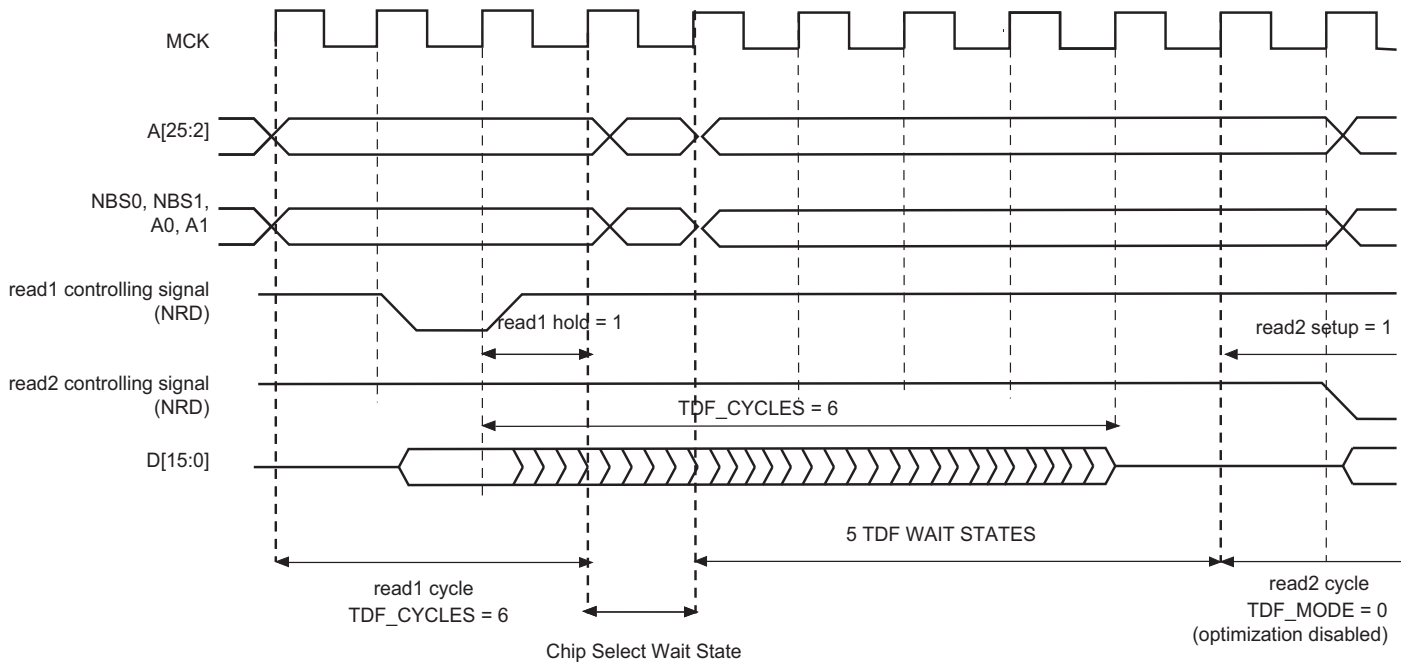 MCK
A[25:2]
NBS0, NBS1,
A0, A1
read1 controlling signal
(NRD)
read1 hold = 1
read2 setup = 1
read2 controlling signal
(NRD)
TDF_CYCLES = 6
D[15:0]
5 TDF WAIT STATES
read1 cycle
TDF_CYCLES = 6
read2 cycle
TDF_MODE = 0
(optimization disabled)
Chip Select Wait State